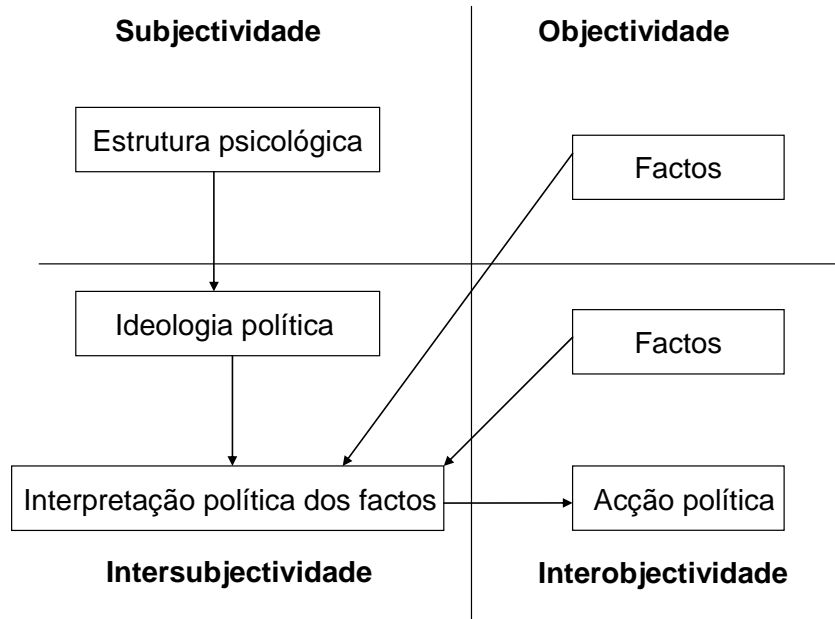 Subjectividade
Objectividade
Estrutura psicológica
Factos
Ideologia política
Factos
Interpretação política dos factos
Acção política
Intersubjectividade
Interobjectividade